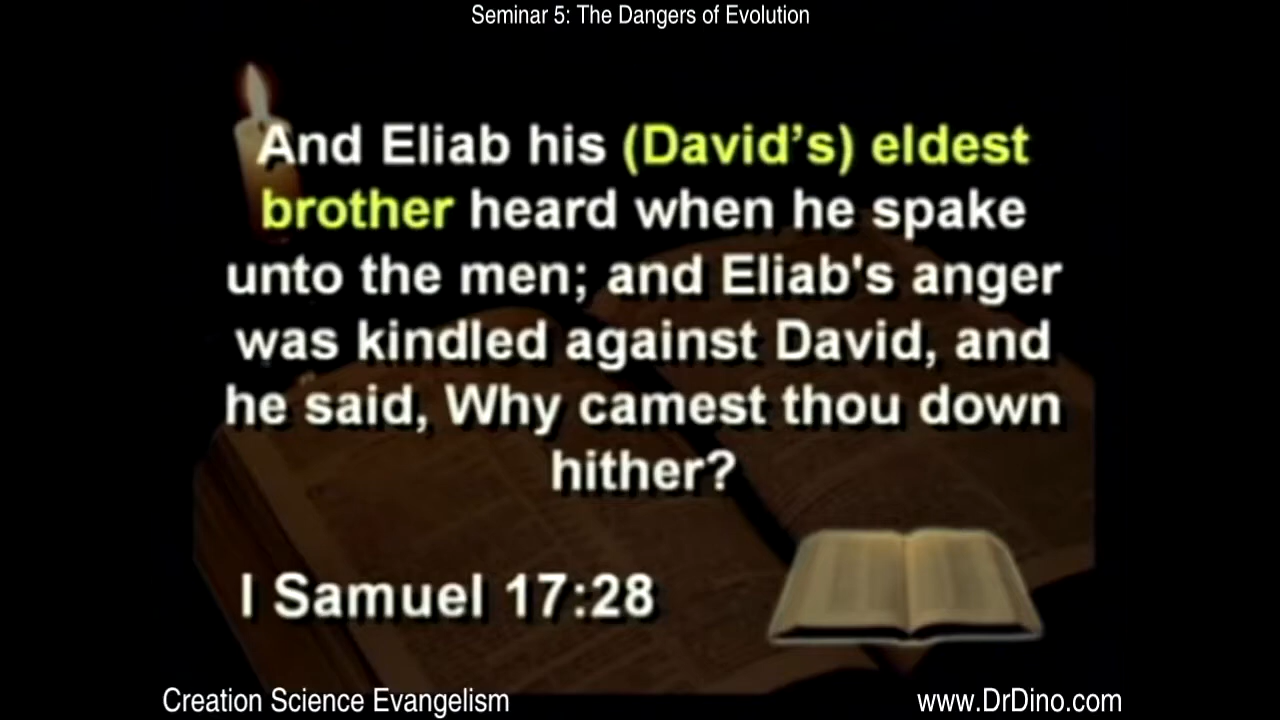 Seminar 5: The Dangers of Evolution
And Eliab his (David’s) eldest
brother heard when he spake
unto the men; and Eliab's anger
was kindled against David, and
he said, Why camest thou down
hither?
I Samuel 17:28
Creation Science Evangelism
www.DrDino.com